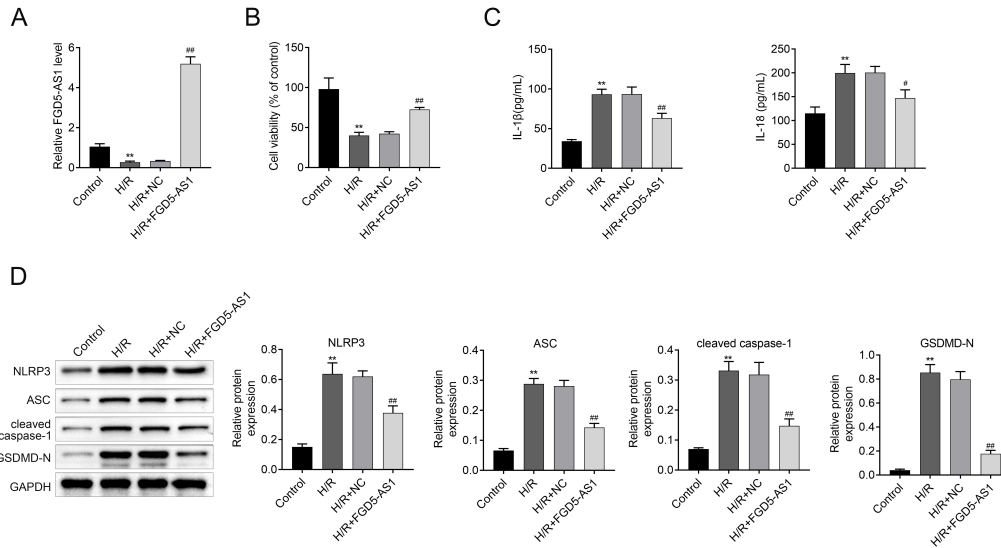 A
Relative FGD5-AS1 level
6
4
2
0
**
##
Control
H/R
H/R+NC
H/R+FGD5-AS1
B
Cell viability (% of control)
150
100
50
0
**
##
Control
H/R
H/R+NC
H/R+FGD5-AS1
C
IL-1β(pg/mL)
150
100
50
0
**
##
Control
H/R
H/R+NC
H/R+FGD5-AS1
IL-18 (pg/mL)
250
200
150
100
50
0
**
#
Control
H/R
H/R+NC
H/R+FGD5-AS1
D
Control
H/R
H/R+NC
H/R+FGD5-AS1
NLRP3
ASC
cleaved
caspase-1
GSDMD-N
GAPDH
NLRP3
Relative protein
expression
0.8
0.6
0.4
0.2
0.0
**
##
Control
H/R
H/R+NC
H/R+FGD5-AS1
ASC
Relative protein
expression
0.4
0.3
0.2
0.1
0.0
**
##
Control
H/R
H/R+NC
H/R+FGD5-AS1
cleaved caspase-1
Relative protein
expression
0.4
0.3
0.2
0.1
0.0
**
##
Control
H/R
H/R+NC
H/R+FGD5-AS1
GSDMD-N
Relative protein
expression
1.0
0.8
0.6
0.4
0.2
0.0
**
##
Control
H/R
H/R+NC
H/R+FGD5-AS1